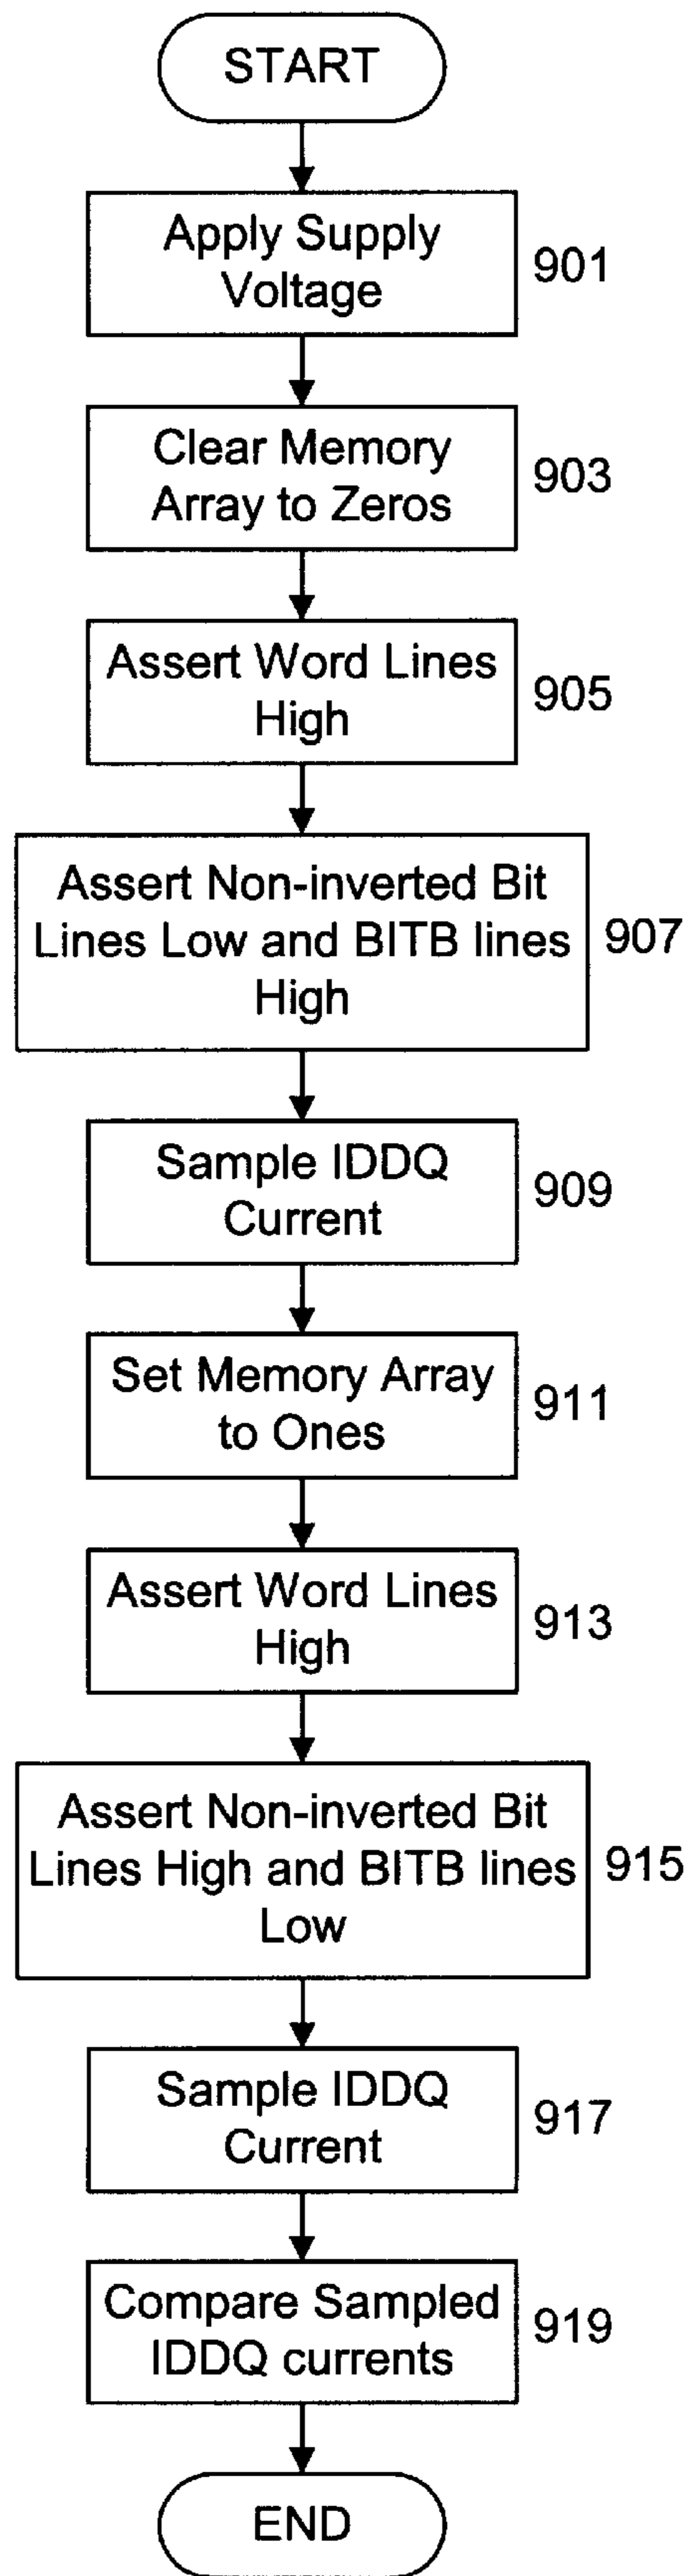 START
Apply Supply
Voltage
901
Clear Memory
Array to Zeros
903
Assert Word Lines
High
905
Assert Non-inverted Bit
Lines Low and BITB lines
High
907
Sample IDDQ
Current
909
Set Memory Array
to Ones
911
Assert Word Lines
High
913
Assert Non-inverted Bit
Lines High and BITB lines
Low
915
Sample IDDQ
Current
917
Compare Sampled
IDDQ currents
919
END